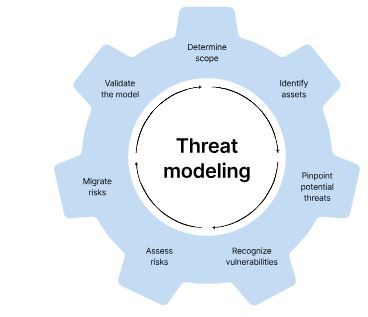 Determine
scope
Identify
assets
Pinpoint
potential
threats
Recognize
vulnerabilities
Assess
risks
Migrate
risks
Validate
the model
Threat
modeling